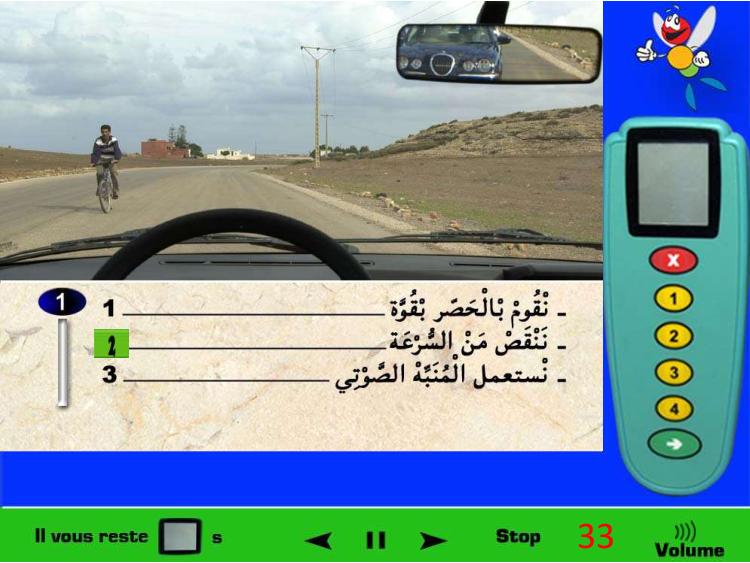 1
1 - نْقُومْ بْالْحَصّر بْقُوَّة
2 - نَنْقَصْ مَنْ السُّرْعَة
3 - نْستعمل الْمُنَبِّهْ الصَّوْتِي
X
1
2
3
4
Il vous reste s
Stop
33
Volume